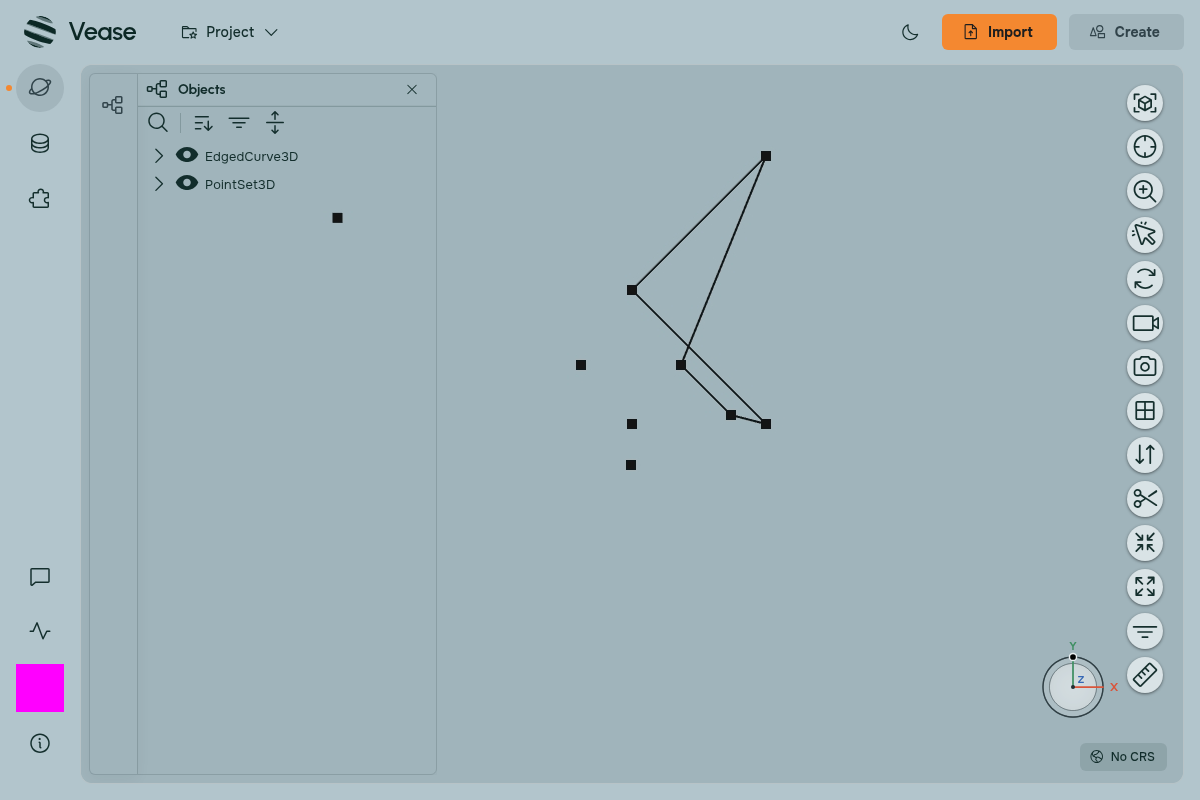 Vease
Project
Import
Create
Objects
EdgedCurve3D
PointSet3D
Y
Z
X
No CRS